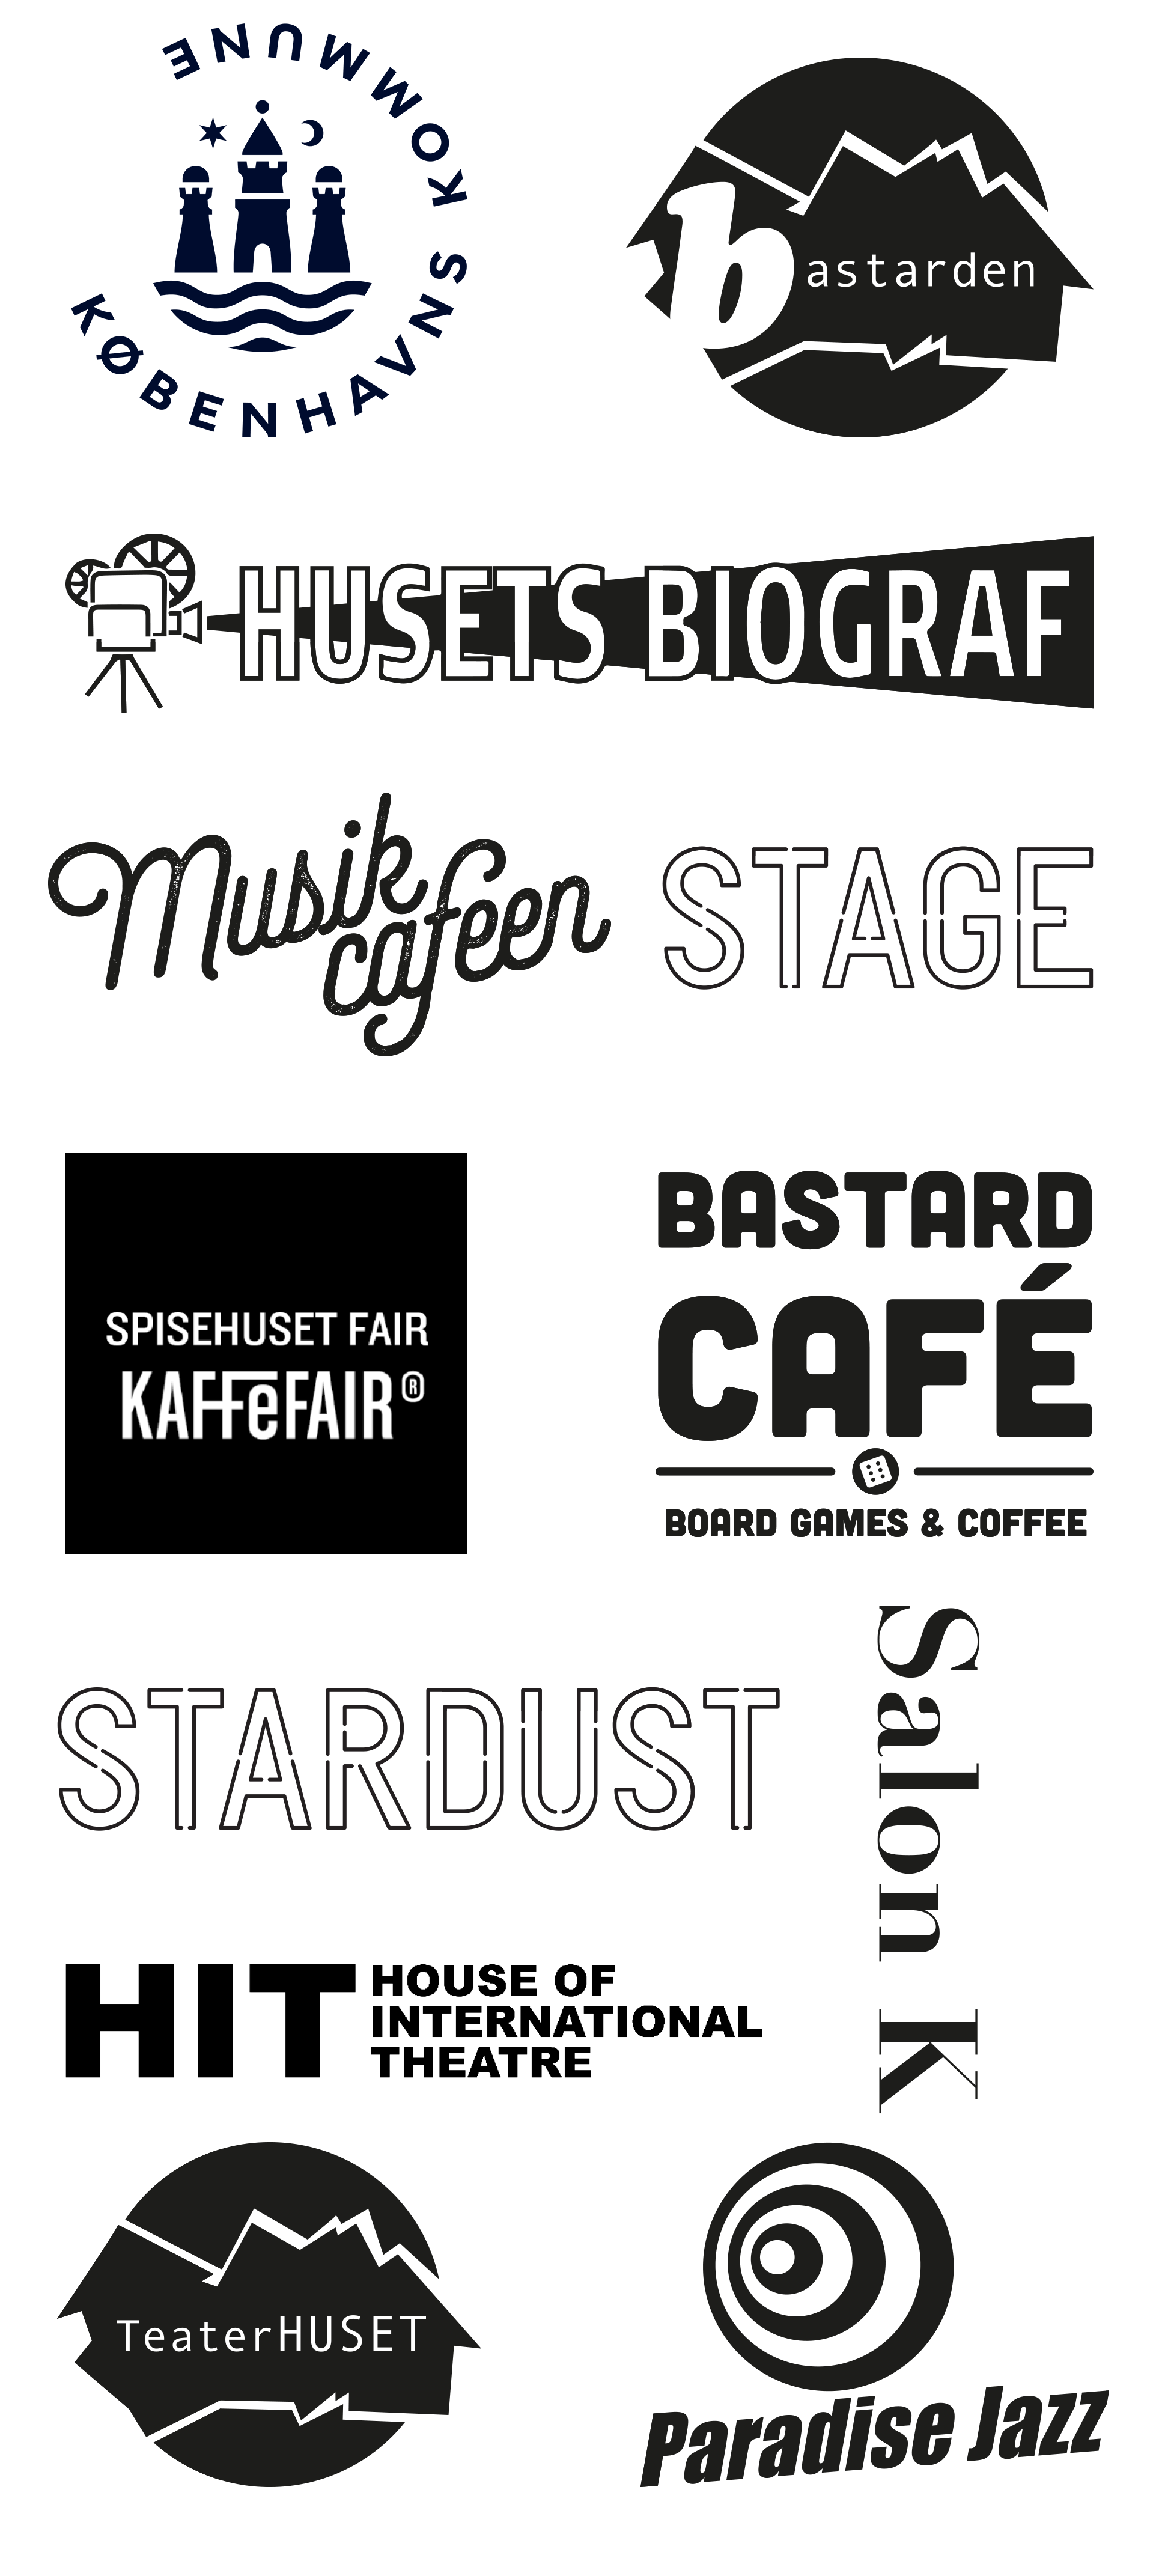 KØBENHAVNS KOMMUNE
bastarden
HUSETS BIOGRAF
Musik
cafeen
STAGE
SPISEHUSET FAIR
KAFFeFAIR®
BASTARD
CAFÉ
BOARD GAMES & COFFEE
STARDUST
Salon K
HIT
HOUSE OF
INTERNATIONAL
THEATRE
TeaterHUSET
Paradise Jazz